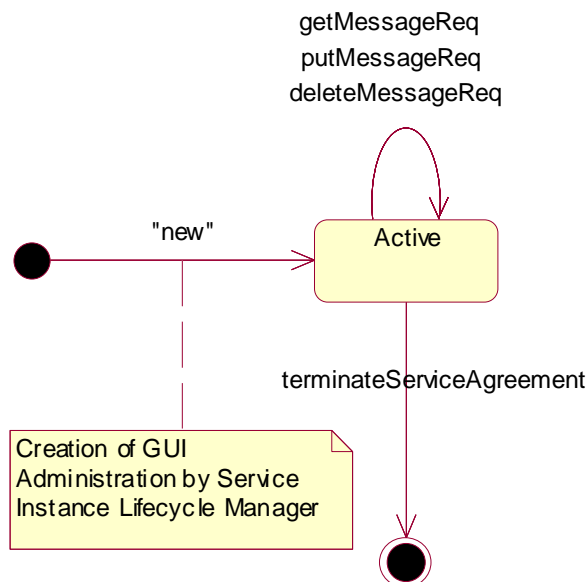 getMessageReq
putMessageReq
deleteMessageReq
"new"
Active
terminateServiceAgreement
Creation of GUI
Administration by Service
Instance Lifecycle Manager